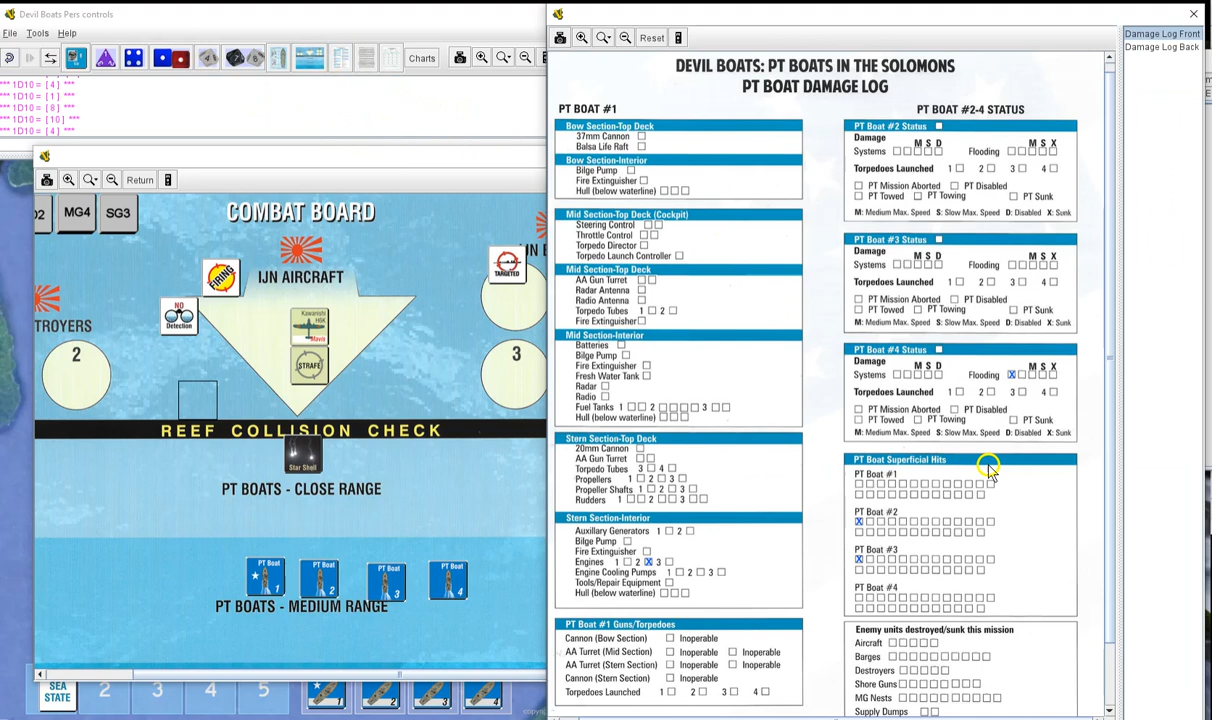 Devil Boats Pers controls
File Tools Help
Charts
*** 1D10 = [ 4 ] ***
*** 1D10 = [ 1 ] ***
*** 1D10 = [ 8 ] ***
*** 1D10 = [ 10 ] ***
*** 1D10 = [ 4 ] ***
Return
MG4
SG3
COMBAT BOARD
IJN AIRCRAFT
FIRING
TARGETED
NO
Detection
Kawanishi
H6K
Mavis
STRAFE
TROYERS
2
3
REEF COLLISION CHECK
Star Shell
PT BOATS - CLOSE RANGE
PT Boat 1
PT Boat 2
PT Boat 3
PT Boat 4
PT BOATS - MEDIUM RANGE
SEA
STATE
2 3 4 5
1 2 3 4
Reset
Damage Log Front
Damage Log Back
DEVIL BOATS: PT BOATS IN THE SOLOMONS
PT BOAT DAMAGE LOG
PT BOAT #1
Bow Section-Top Deck
37mm Cannon
Balsa Life Raft
Bow Section-Interior
Bilge Pump
Fire Extinguisher
Hull (below waterline)
Mid Section-Top Deck (Cockpit)
Steering Control
Throttle Control
Torpedo Director
Torpedo Launch Controller
Mid Section-Top Deck
AA Gun Turret
Radar Antenna
Radio Antenna
Torpedo Tubes 1 2
Fire Extinguisher
Mid Section-Interior
Batteries
Bilge Pump
Fire Extinguisher
Fresh Water Tank
Radar
Radio
Fuel Tanks 1 2 3
Hull (below waterline)
Stern Section-Top Deck
20mm Cannon
AA Gun Turret
Torpedo Tubes 3 4
Propellers 1 2 3
Propeller Shafts 1 2 3
Rudders 1 2 3
Stern Section-Interior
Auxillary Generators 1 2
Bilge Pump
Fire Extinguisher
Engines 1 2 X 3
Engine Cooling Pumps 1 2 3
Tools/Repair Equipment
Hull (below waterline)
PT Boat #1 Guns/Torpedoes
Cannon (Bow Section) Inoperable
AA Turret (Mid Section) Inoperable Inoperable
AA Turret (Stern Section) Inoperable Inoperable
Cannon (Stern Section) Inoperable
Torpedoes Launched 1 2 3 4
PT BOAT #2-4 STATUS
PT Boat #2 Status
Damage M S D M S X
Systems Flooding
Torpedoes Launched 1 2 3 4
PT Mission Aborted PT Disabled
PT Towed PT Towing PT Sunk
M: Medium Max. Speed S: Slow Max. Speed D: Disabled X: Sunk
PT Boat #3 Status
Damage M S D M S X
Systems Flooding
Torpedoes Launched 1 2 3 4
PT Mission Aborted PT Disabled
PT Towed PT Towing PT Sunk
M: Medium Max. Speed S: Slow Max. Speed D: Disabled X: Sunk
PT Boat #4 Status
Damage M S D M S X
Systems Flooding X
Torpedoes Launched 1 2 3 4
PT Mission Aborted PT Disabled
PT Towed PT Towing PT Sunk
M: Medium Max. Speed S: Slow Max. Speed D: Disabled X: Sunk
PT Boat Superficial Hits
PT Boat #1
PT Boat #2
X
PT Boat #3
X
PT Boat #4
Enemy units destroyed/sunk this mission
Aircraft
Barges
Destroyers
Shore Guns
MG Nests
Supply Dumps